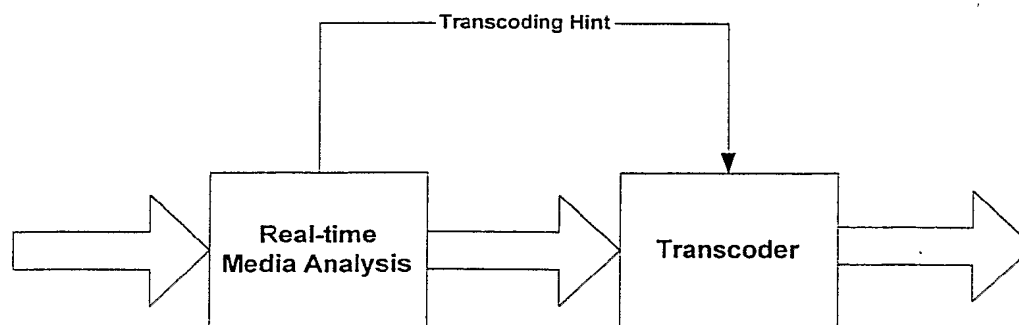 Transcoding Hint
Real-time
Media Analysis
Transcoder